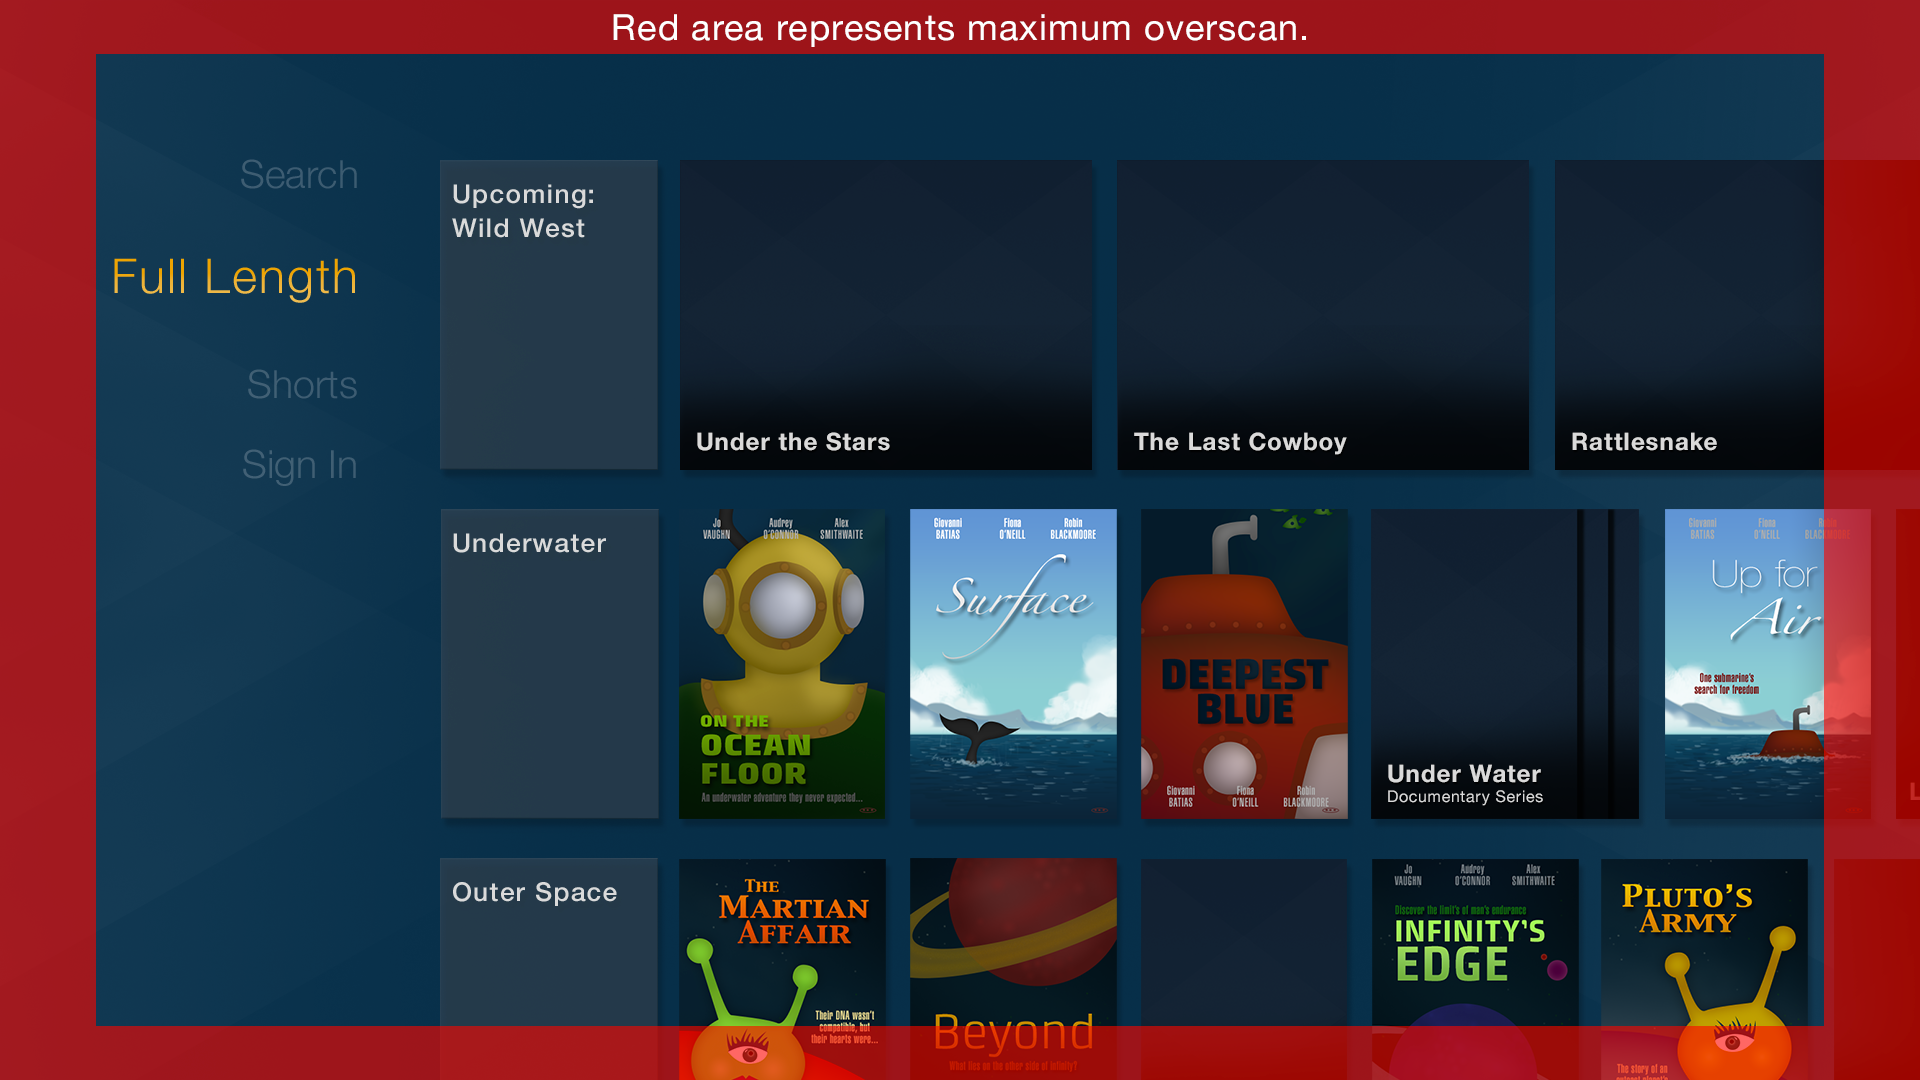 Red area represents maximum overscan.
Search
Full Length
Shorts
Sign In
Upcoming:
Wild West
Under the Stars
The Last Cowboy
Rattlesnake
Underwater
Jo Audrey Alex
VAUGHN O'CONNOR SMITHWAITE
ON THE
OCEAN
FLOOR
An underwater adventure they never expected...
Giovanni Fiona Robin
BATIAS O'NEILL BLACKMOORE
Surface
DEEPEST
BLUE
Giovanni Fiona Robin
BATIAS O'NEILL BLACKMOORE
Under Water
Documentary Series
Giovanni Fiona Robin
BATIAS O'NEILL BLACKMOORE
Up for
Air
One submarine's
search for freedom
L
Outer Space
THE
MARTIAN
AFFAIR
Their DNA wasn't
compatible, but
their hearts were...
Beyond
What lies on the other side of infinity?
Jo Audrey Alex
VAUGHN O'CONNOR SMITHWAITE
Discover the limit's of man's endurance
INFINITY'S
EDGE
PLUTO'S
ARMY
The story of an